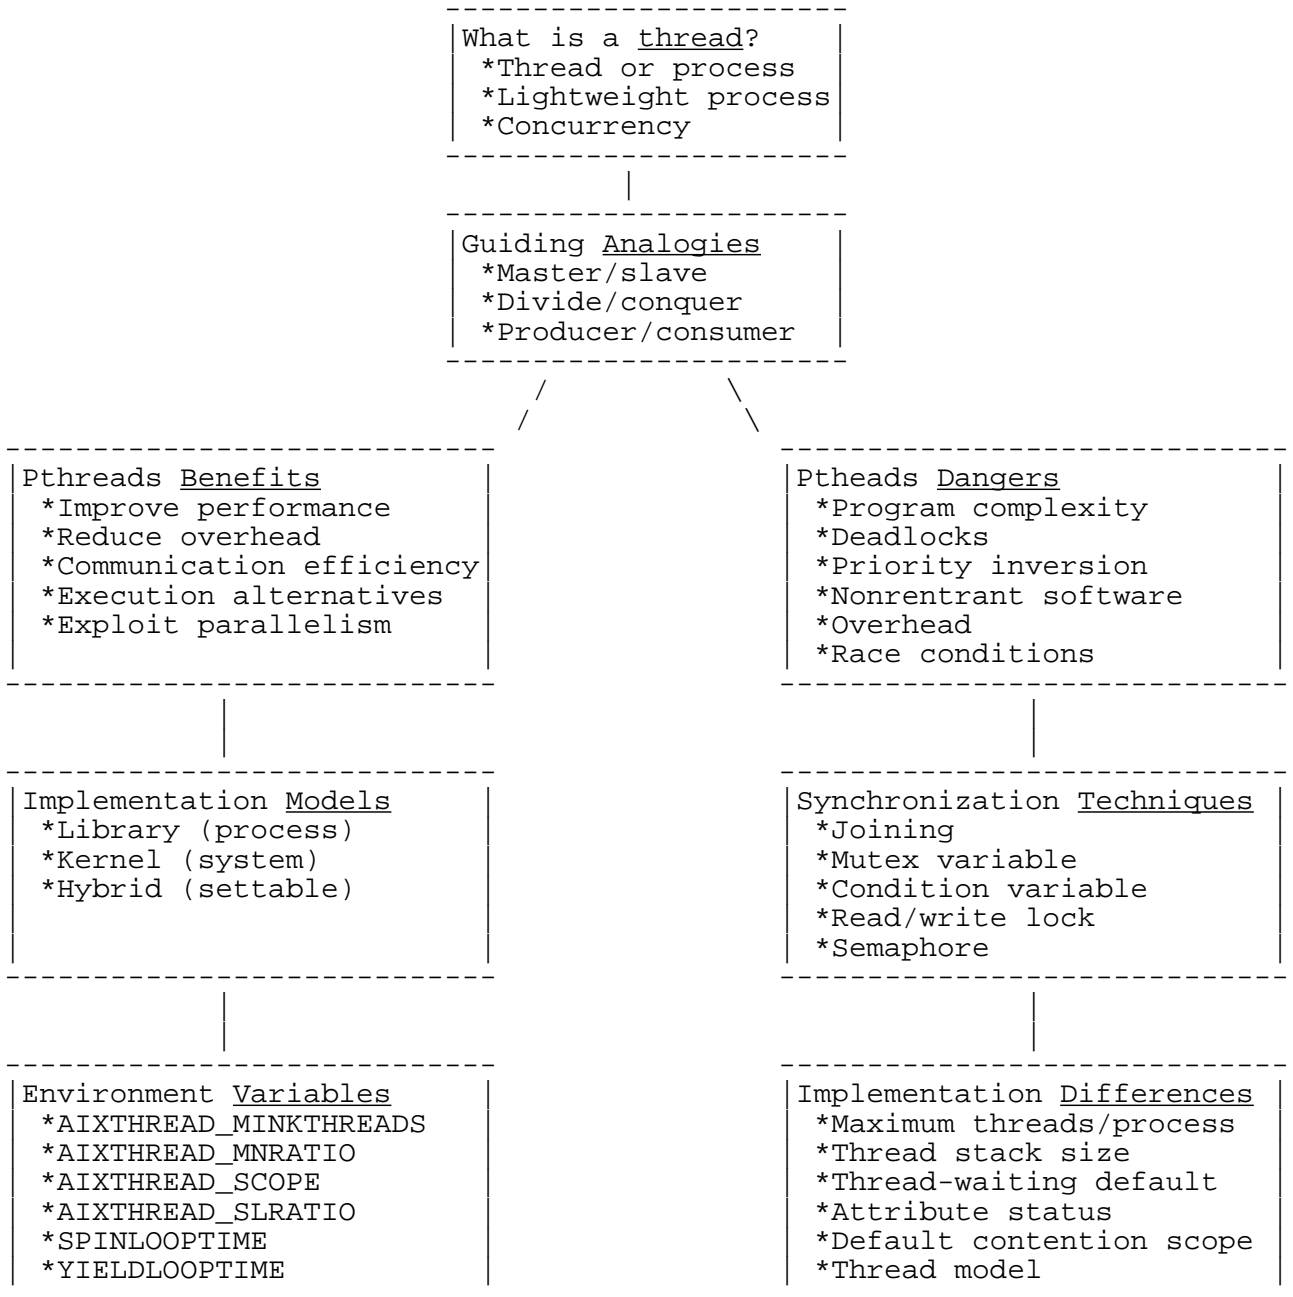 What is a thread?
*Thread or process
*Lightweight process
*Concurrency
Guiding Analogies
*Master/slave
*Divide/conquer
*Producer/consumer
Pthreads Benefits
*Improve performance
*Reduce overhead
*Communication efficiency
*Execution alternatives
*Exploit parallelism
Ptheads Dangers
*Program complexity
*Deadlocks
*Priority inversion
*Nonrentrant software
*Overhead
*Race conditions
Implementation Models
*Library (process)
*Kernel (system)
*Hybrid (settable)
Synchronization Techniques
*Joining
*Mutex variable
*Condition variable
*Read/write lock
*Semaphore
Environment Variables
*AIXTHREAD_MINKTHREADS
*AIXTHREAD_MNRATIO
*AIXTHREAD_SCOPE
*AIXTHREAD_SLRATIO
*SPINLOOPTIME
*YIELDLOOPTIME
Implementation Differences
*Maximum threads/process
*Thread stack size
*Thread-waiting default
*Attribute status
*Default contention scope
*Thread model